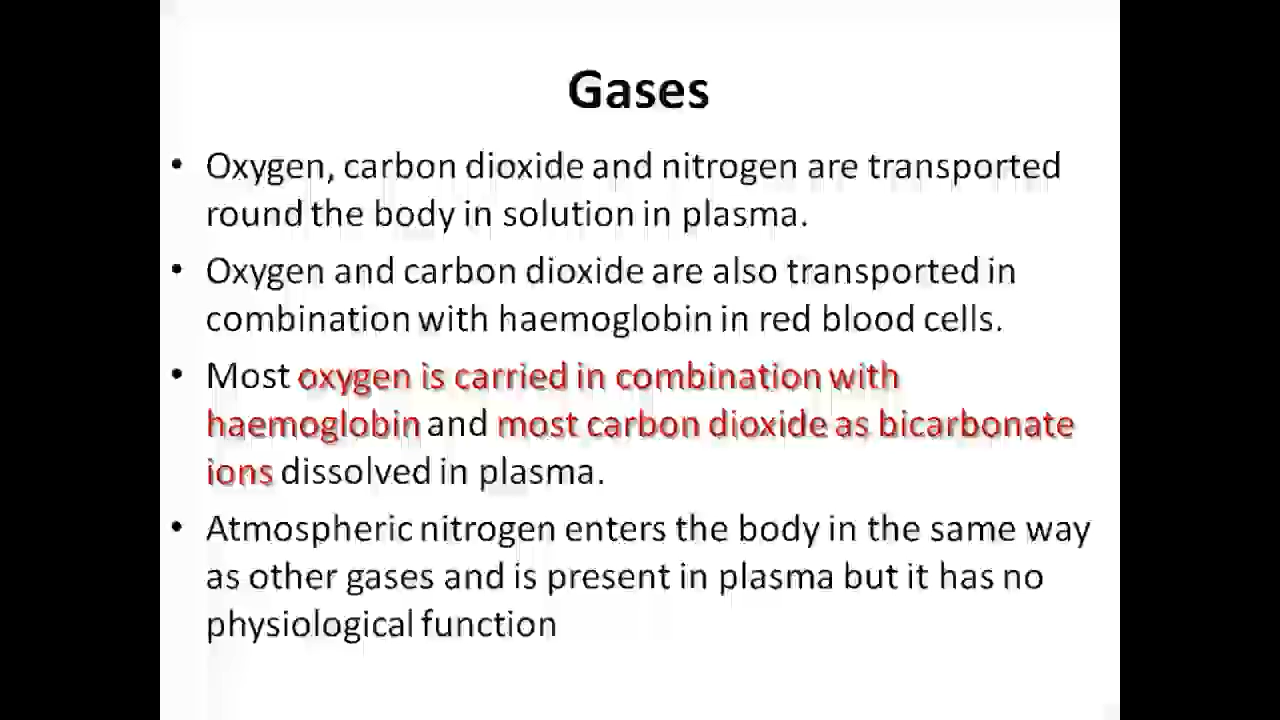 Gases
• Oxygen, carbon dioxide and nitrogen are transported
round the body in solution in plasma.
• Oxygen and carbon dioxide are also transported in
combination with haemoglobin in red blood cells.
• Most oxygen is carried in combination with
haemoglobin and most carbon dioxide as bicarbonate
ions dissolved in plasma.
• Atmospheric nitrogen enters the body in the same way
as other gases and is present in plasma but it has no
physiological function